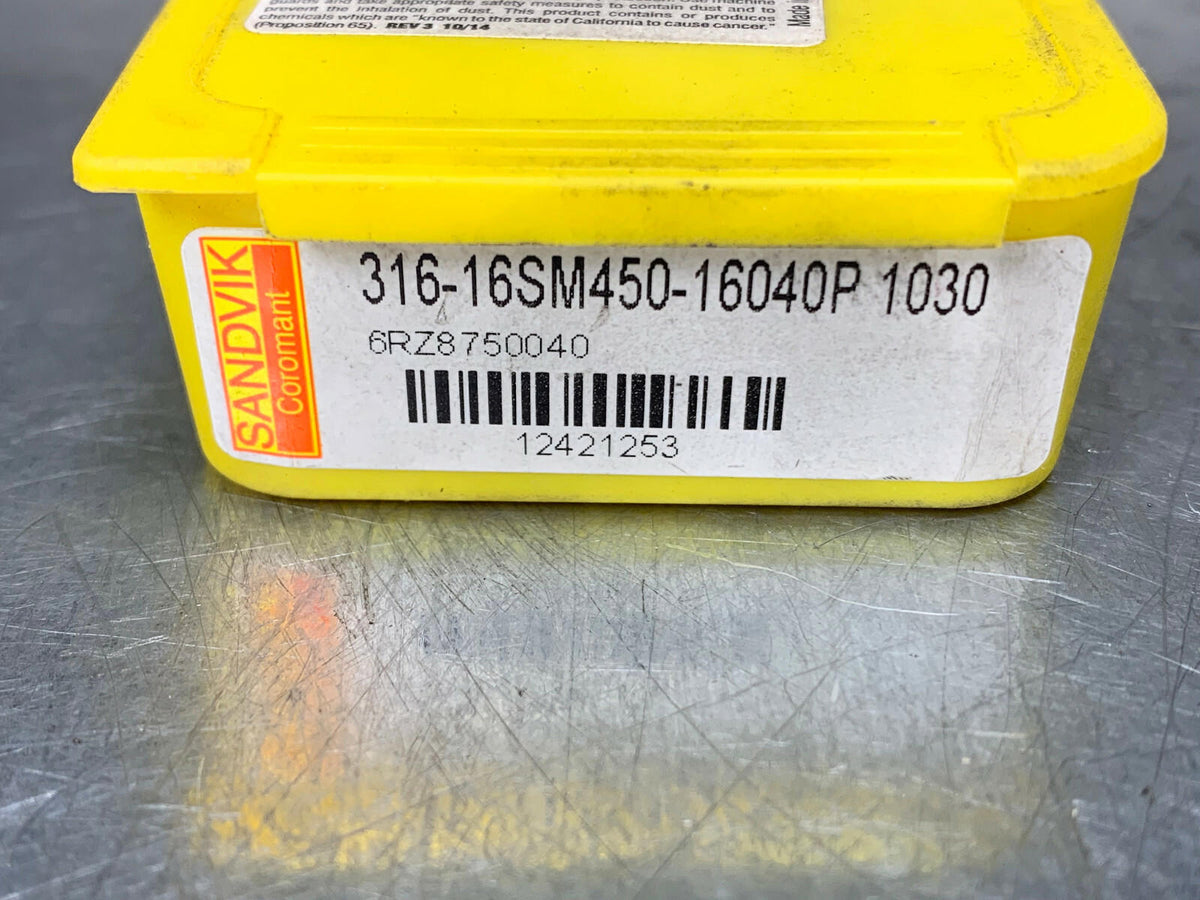 guards and take appropriate safety measures to contain dust and to
prevent the inhalation of dust. This product contains or produces
chemicals which are "known to the state of California to cause cancer."
(Proposition 65). REV 3 10/14
Made
SANDVIK
Coromant
316-16SM450-16040P 1030
6RZ8750040
12421253